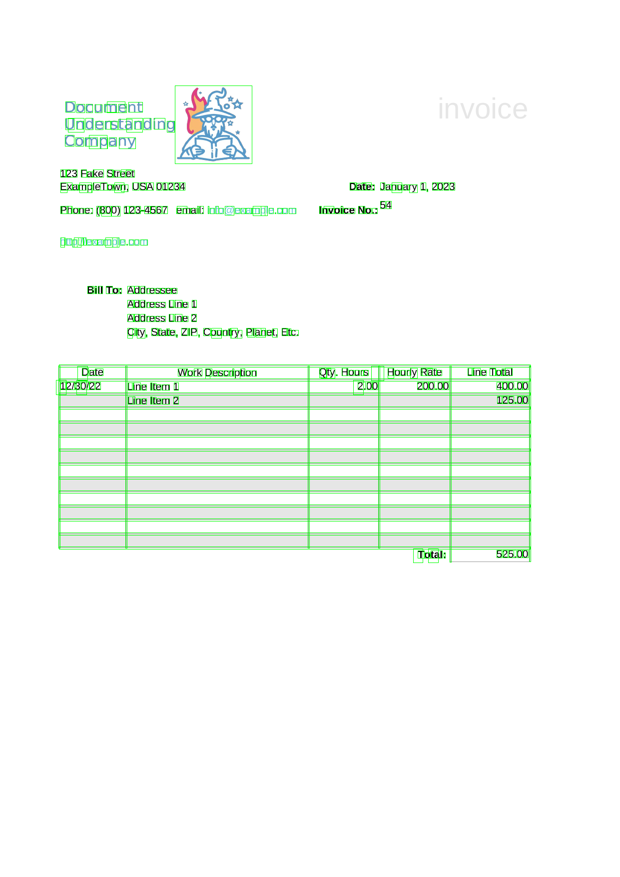 Document
Understanding
Company
invoice
123 Fake Street
ExampleTown, USA 01234
Date: January 1, 2023
Phone: (800) 123-4567 email: info@example.com
Invoice No.: 54
http://example.com
Bill To: Addressee
Address Line 1
Address Line 2
City, State, ZIP, Country, Planet, Etc.
Date Work Description Qty. Hours Hourly Rate Line Total
12/30/22 Line Item 1 2.00 200.00 400.00
Line Item 2 125.00
Total: 525.00